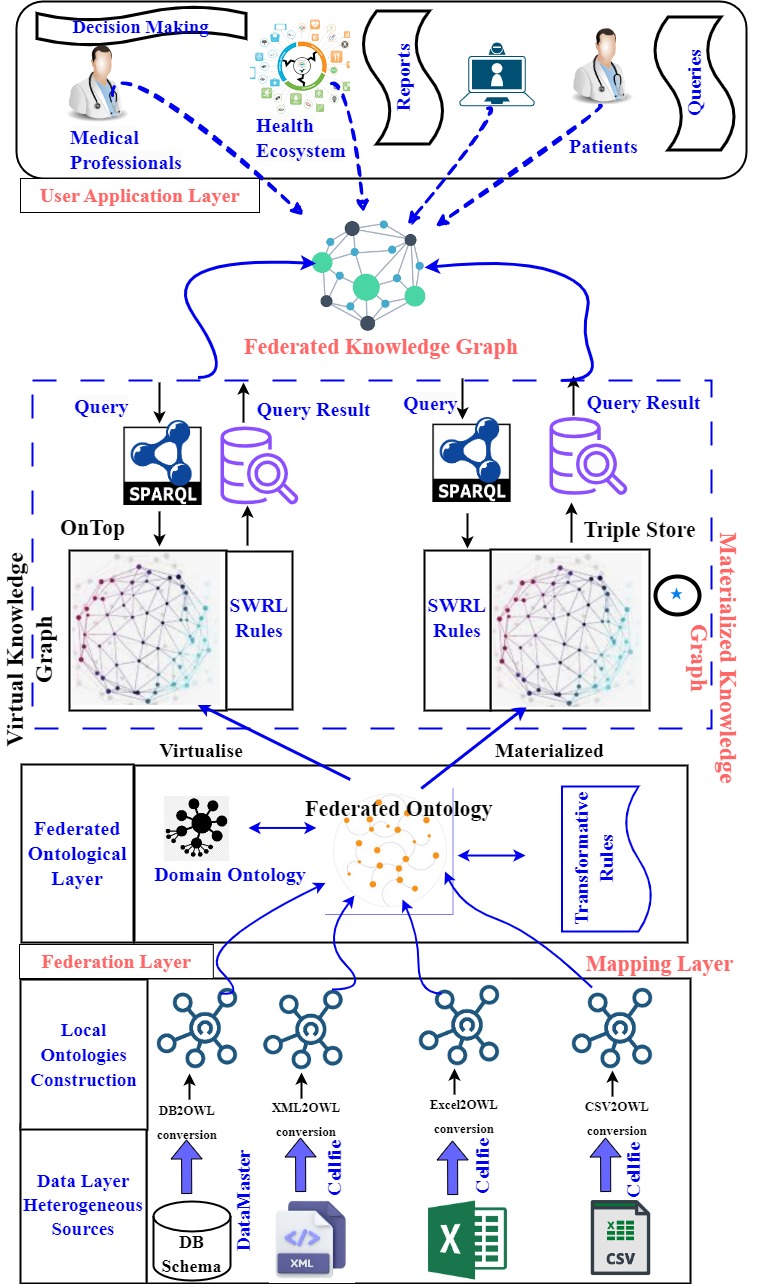 Decision Making
Medical
Professionals
Health
Ecosystem
Reports
Patients
Queries
User Application Layer
Federated Knowledge Graph
Query
Query Result
Query
Query Result
SPARQL
SPARQL
OnTop
Triple Store
SWRL
Rules
SWRL
Rules
Virtual Knowledge
Graph
Materialized Knowledge
Graph
Virtualise
Materialized
Federated
Ontological
Layer
Federated Ontology
Domain Ontology
Transformative
Rules
Federation Layer
Mapping Layer
Local
Ontologies
Construction
DB2OWL
conversion
XML2OWL
conversion
Excel2OWL
conversion
CSV2OWL
conversion
Data Layer
Heterogeneous
Sources
DataMaster
Cellfie
Cellfie
Cellfie
DB
Schema
</>
XML
X
X
CSV